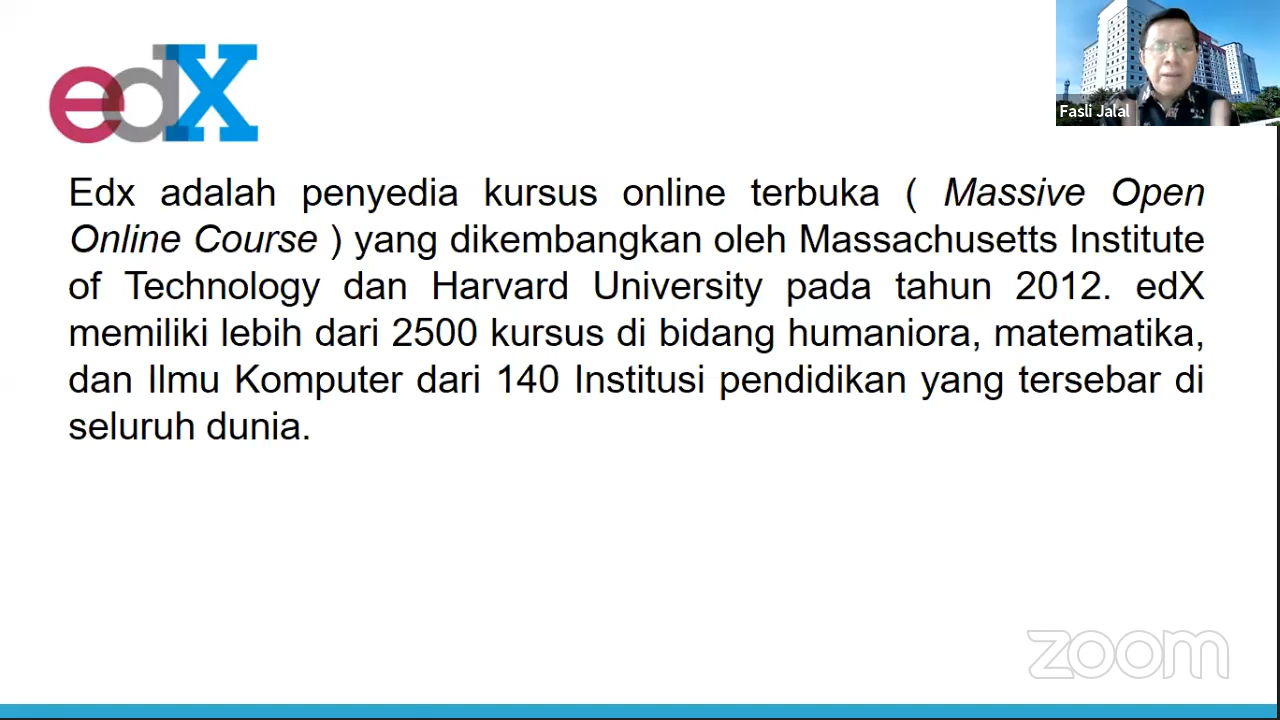 edX
Fasli Jalal
Edx adalah penyedia kursus online terbuka ( Massive Open
Online Course ) yang dikembangkan oleh Massachusetts Institute
of Technology dan Harvard University pada tahun 2012. edX
memiliki lebih dari 2500 kursus di bidang humaniora, matematika,
dan Ilmu Komputer dari 140 Institusi pendidikan yang tersebar di
seluruh dunia.
zoom